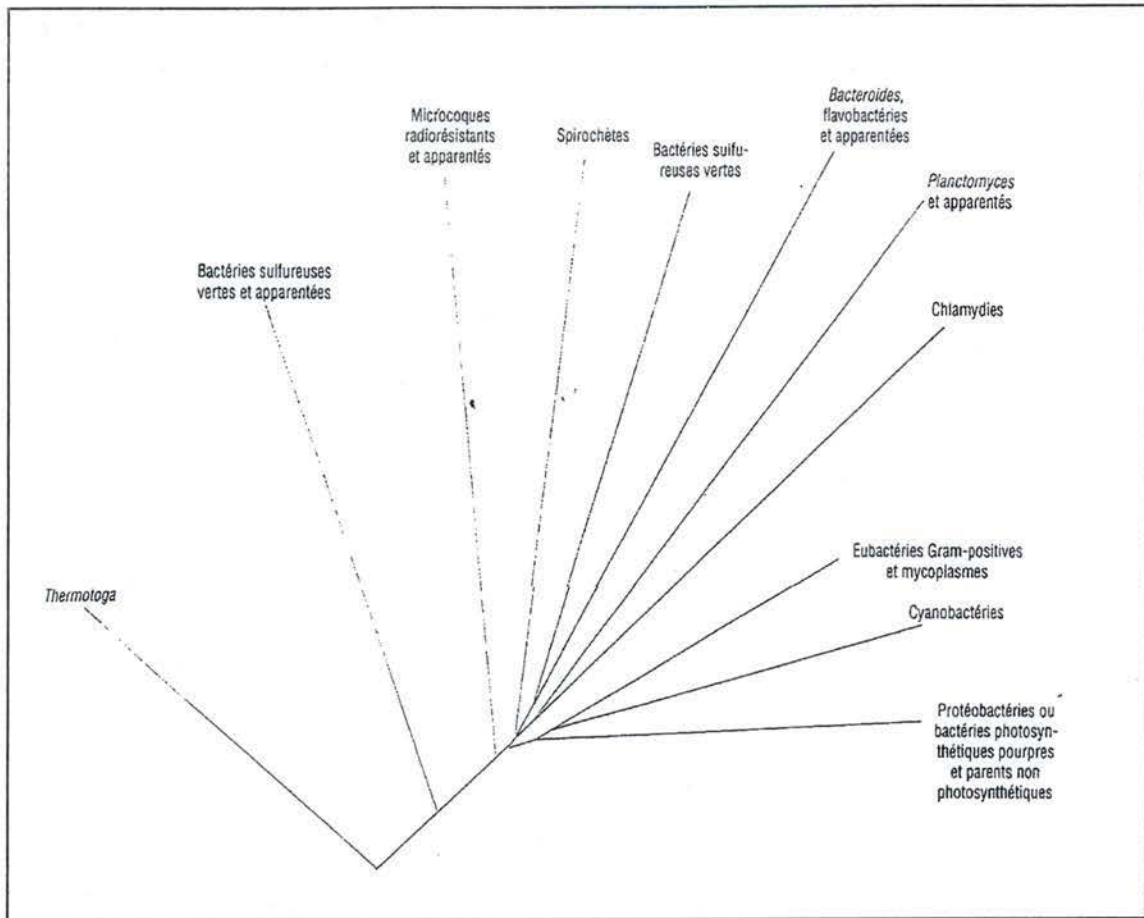 Bacteroides,
flavobactéries
et apparentées
Microcoques
radiorésistants
et apparentés
Spirochètes
Bactéries sulfu-
reuses vertes
Planctomyces
et apparentés
Bactéries sulfureuses
vertes et apparentées
Chlamydies
Eubactéries Gram-positives
et mycoplasmes
Thermotoga
Cyanobactéries
Protéobactéries ou
bactéries photosyn-
thétiques pourpres
et parents non
photosynthétiques